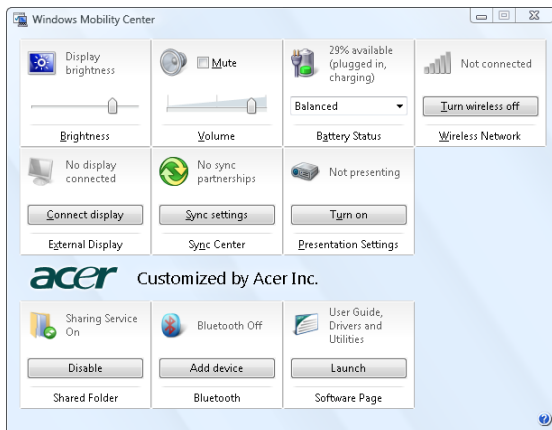 Windows Mobility Center
Display
brightness
Brightness
Mute
Volume
29% available
(plugged in,
charging)
Balanced
Battery Status
Not connected
Turn wireless off
Wireless Network
No display
connected
Connect display
External Display
No sync
partnerships
Sync settings
Sync Center
Not presenting
Turn on
Presentation Settings
acer Customized by Acer Inc.
Sharing Service
On
Disable
Shared Folder
Bluetooth Off
Add device
Bluetooth
User Guide,
Drivers and
Utilities
Launch
Software Page
?